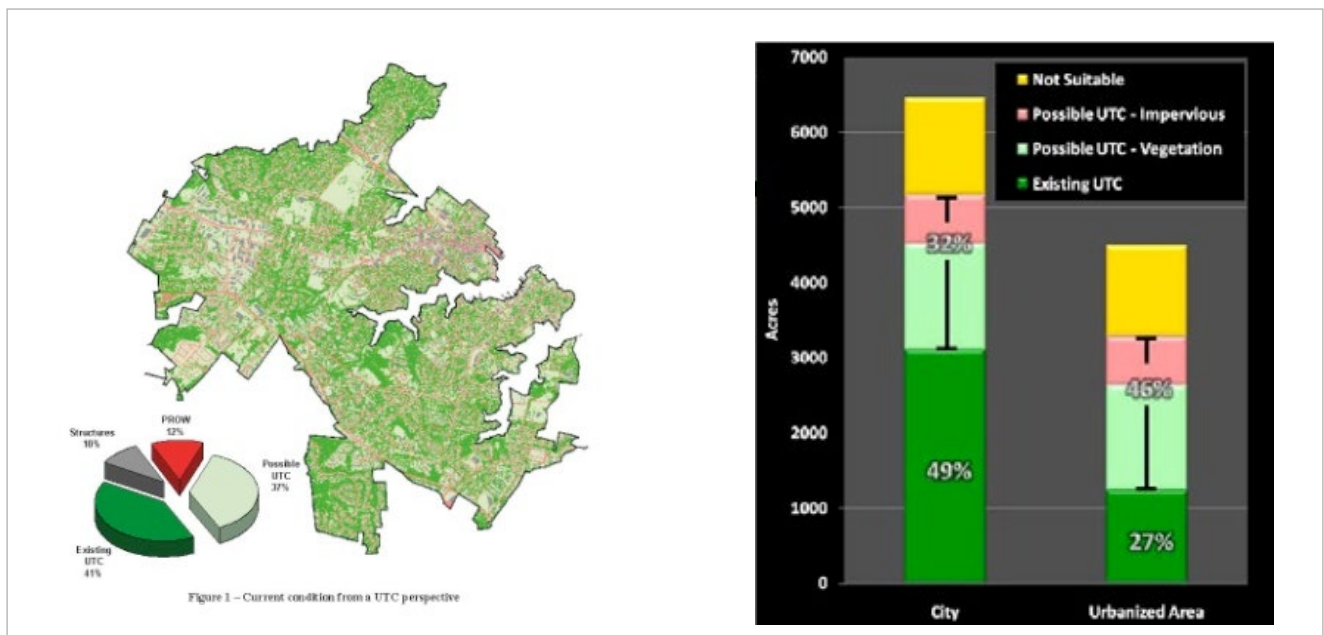 PROW
12%
Structures
10%
Possible
UTC
37%
Existing
UTC
41%
Figure 1 – Current condition from a UTC perspective
7000
6000
5000
4000
3000
2000
1000
0
Acres
Not Suitable
Possible UTC - Impervious
Possible UTC - Vegetation
Existing UTC
32%
49%
46%
27%
City
Urbanized Area